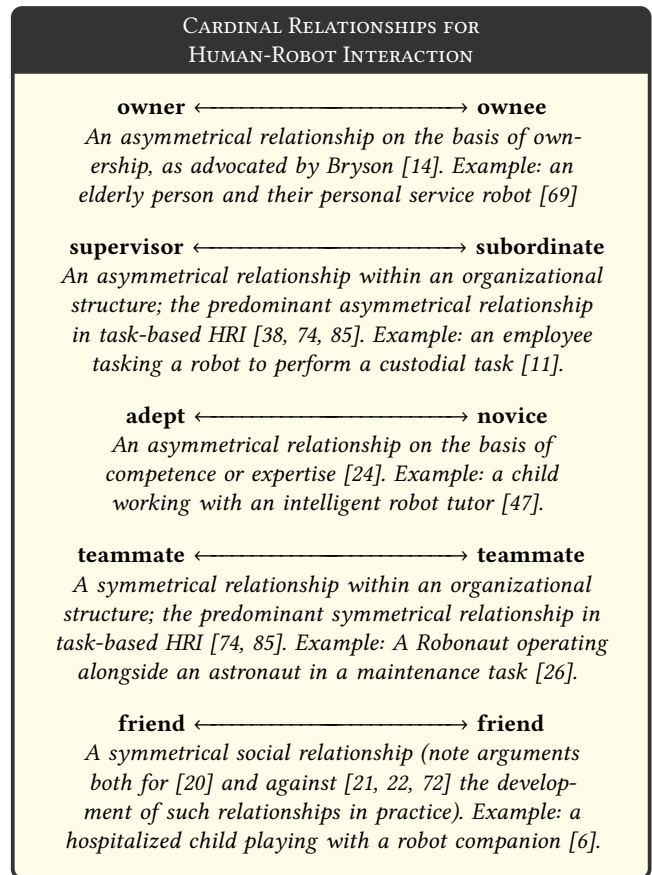 Cardinal Relationships for
Human-Robot Interaction
owner ⟷ ownee
An asymmetrical relationship on the basis of own-
ership, as advocated by Bryson [14]. Example: an
elderly person and their personal service robot [69]
supervisor ⟷ subordinate
An asymmetrical relationship within an organizational
structure; the predominant asymmetrical relationship
in task-based HRI [38, 74, 85]. Example: an employee
tasking a robot to perform a custodial task [11].
adept ⟷ novice
An asymmetrical relationship on the basis of
competence or expertise [24]. Example: a child
working with an intelligent robot tutor [47].
teammate ⟷ teammate
A symmetrical relationship within an organizational
structure; the predominant symmetrical relationship in
task-based HRI [74, 85]. Example: A Robonaut operating
alongside an astronaut in a maintenance task [26].
friend ⟷ friend
A symmetrical social relationship (note arguments
both for [20] and against [21, 22, 72] the develop-
ment of such relationships in practice). Example: a
hospitalized child playing with a robot companion [6].